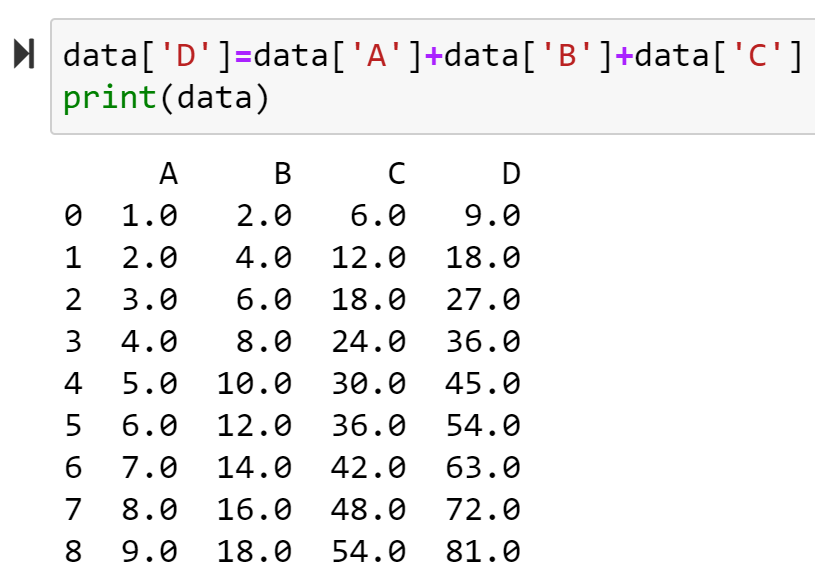 data['D']=data['A']+data['B']+data['C']
print(data)
A B C D
0 1.0 2.0 6.0 9.0
1 2.0 4.0 12.0 18.0
2 3.0 6.0 18.0 27.0
3 4.0 8.0 24.0 36.0
4 5.0 10.0 30.0 45.0
5 6.0 12.0 36.0 54.0
6 7.0 14.0 42.0 63.0
7 8.0 16.0 48.0 72.0
8 9.0 18.0 54.0 81.0